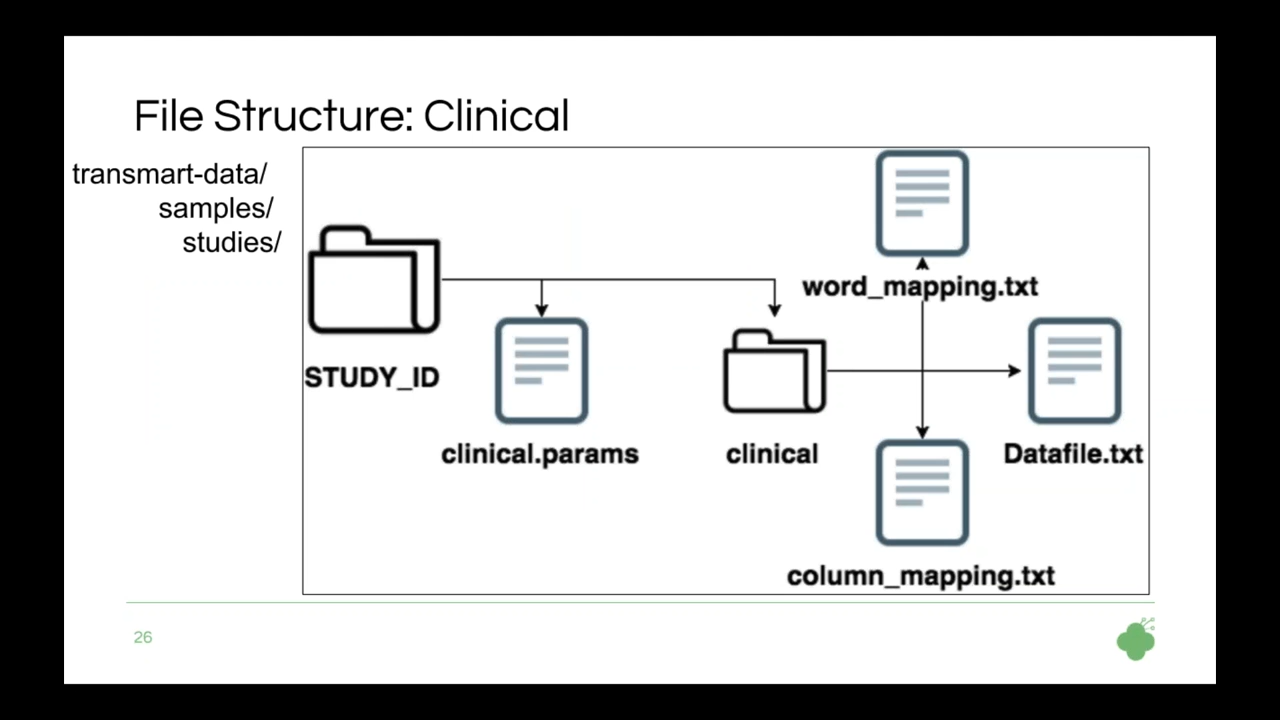 File Structure: Clinical
transmart-data/
samples/
studies/
STUDY_ID
clinical.params
clinical
word_mapping.txt
Datafile.txt
column_mapping.txt
26